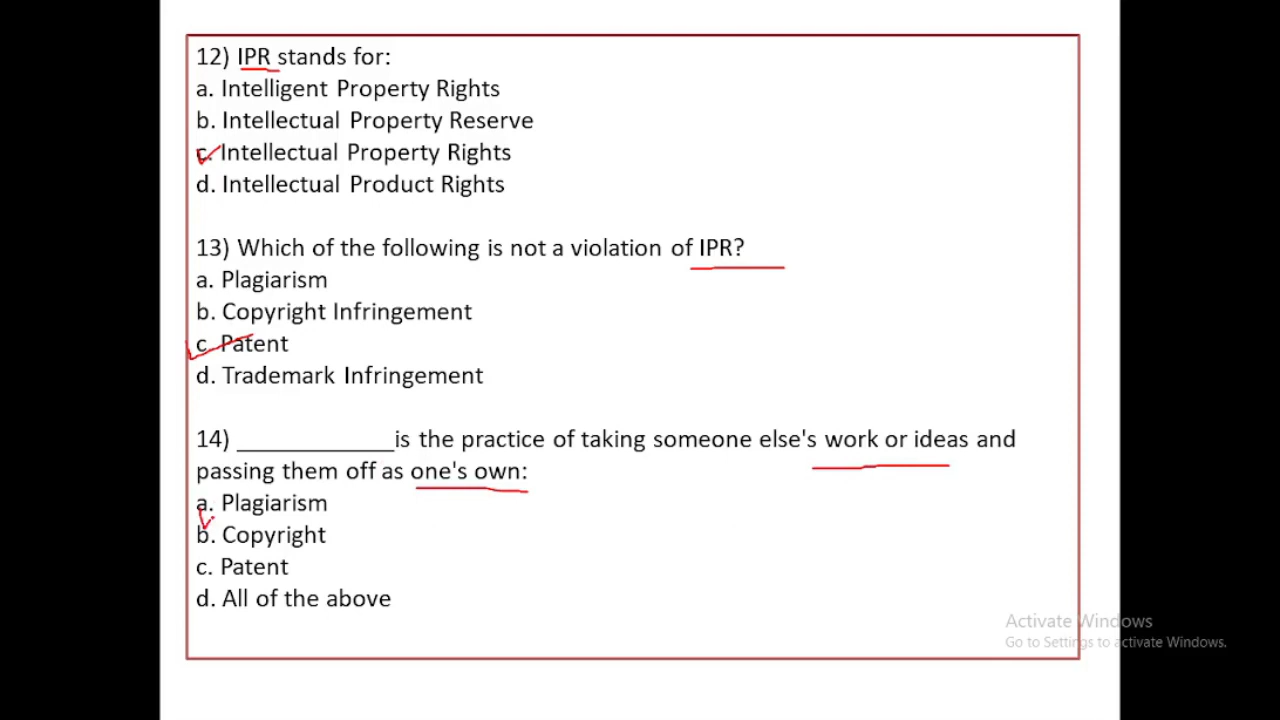 12) IPR stands for:
a. Intelligent Property Rights
b. Intellectual Property Reserve
c. Intellectual Property Rights
d. Intellectual Product Rights
13) Which of the following is not a violation of IPR?
a. Plagiarism
b. Copyright Infringement
c. Patent
d. Trademark Infringement
14) ____________is the practice of taking someone else's work or ideas and
passing them off as one's own:
a. Plagiarism
b. Copyright
c. Patent
d. All of the above
Activate Windows
Go to Settings to activate Windows.